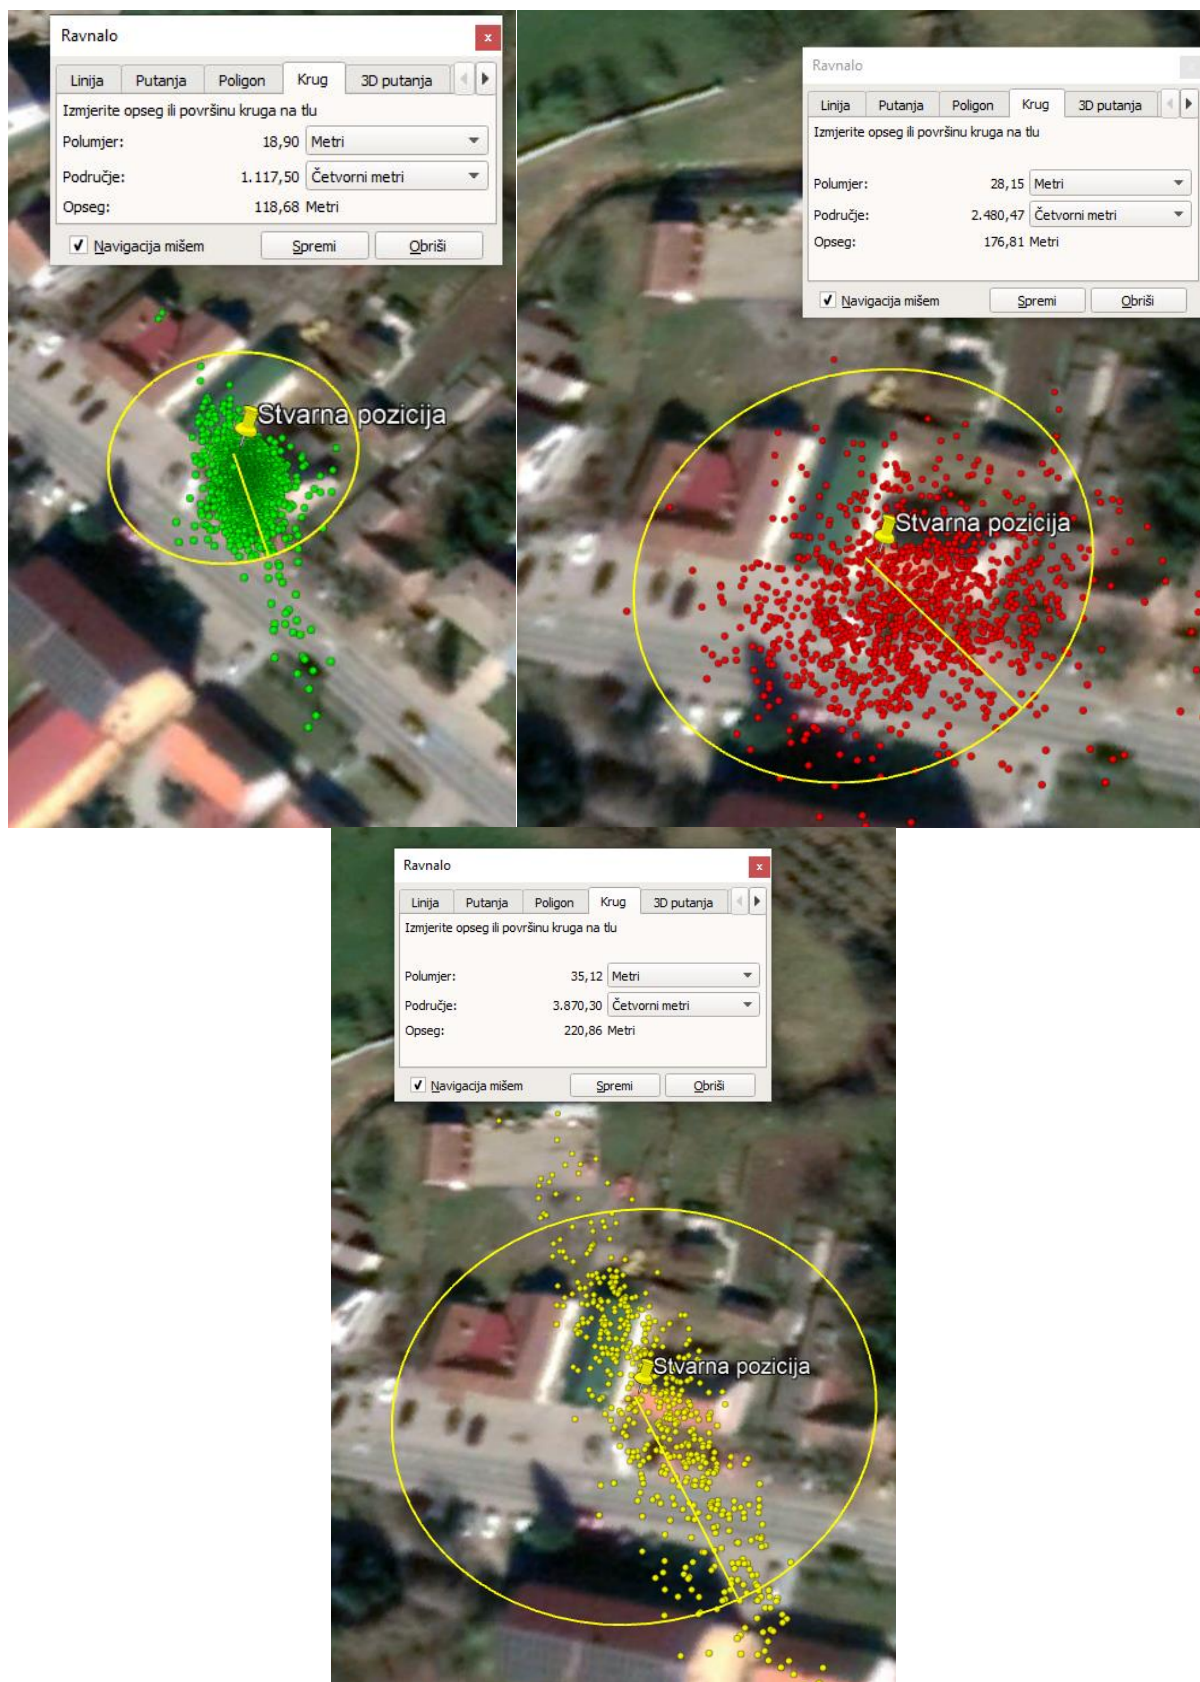 Ravnalo
x
Linija Putanja Poligon Krug 3D putanja
Izmjerite opseg ili površinu kruga na tlu
Polumjer: 18,90 Metri
Područje: 1.117,50 Četvorni metri
Opseg: 118,68 Metri
Navigacija mišem Spremi Obriši
Stvarna pozicija
Ravnalo
x
Linija Putanja Poligon Krug 3D putanja
Izmjerite opseg ili površinu kruga na tlu
Polumjer: 28,15 Metri
Područje: 2.480,47 Četvorni metri
Opseg: 176,81 Metri
Navigacija mišem Spremi Obriši
Stvarna pozicija
Ravnalo
x
Linija Putanja Poligon Krug 3D putanja
Izmjerite opseg ili površinu kruga na tlu
Polumjer: 35,12 Metri
Područje: 3.870,30 Četvorni metri
Opseg: 220,86 Metri
Navigacija mišem Spremi Obriši
Stvarna pozicija